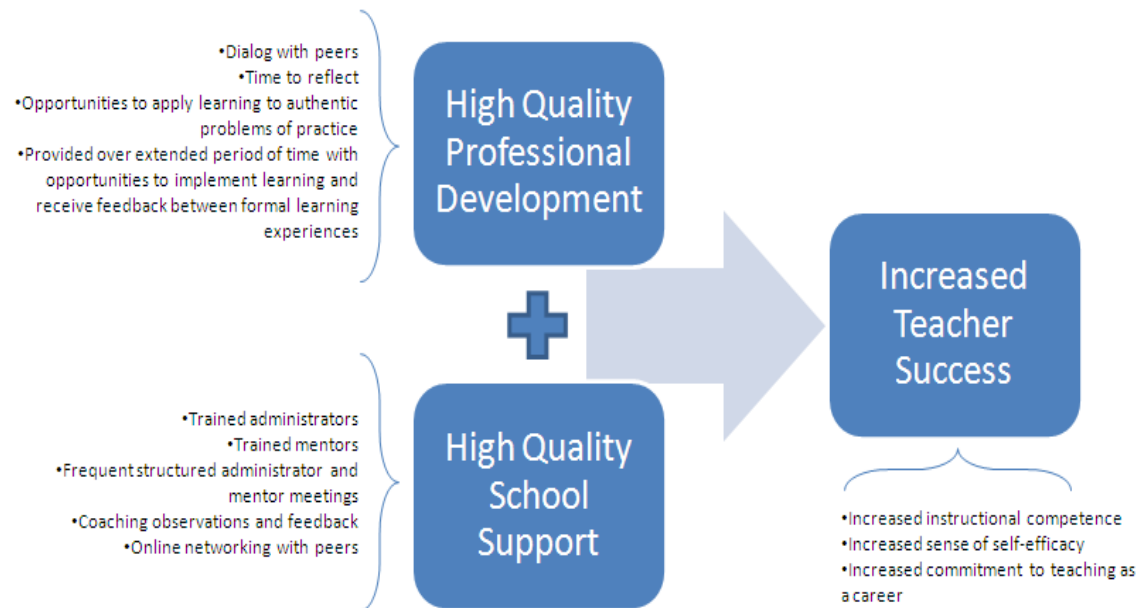 •Dialog with peers
•Time to reflect
•Opportunities to apply learning to authentic
problems of practice
•Provided over extended period of time with
opportunities to implement learning and
receive feedback between formal learning
experiences
High Quality
Professional
Development
•Trained administrators
•Trained mentors
•Frequent structured administrator and
mentor meetings
•Coaching observations and feedback
•Online networking with peers
High Quality
School
Support
Increased
Teacher
Success
•Increased instructional competence
•Increased sense of self-efficacy
•Increased commitment to teaching as
a career